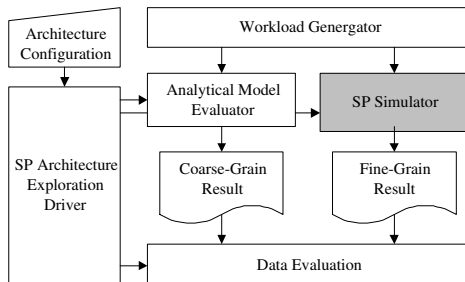 Architecture
Configuration
Workload Genergator
Analytical Model
Evaluator
SP Simulator
SP Architecture
Exploration
Driver
Coarse-Grain
Result
Fine-Grain
Result
Data Evaluation